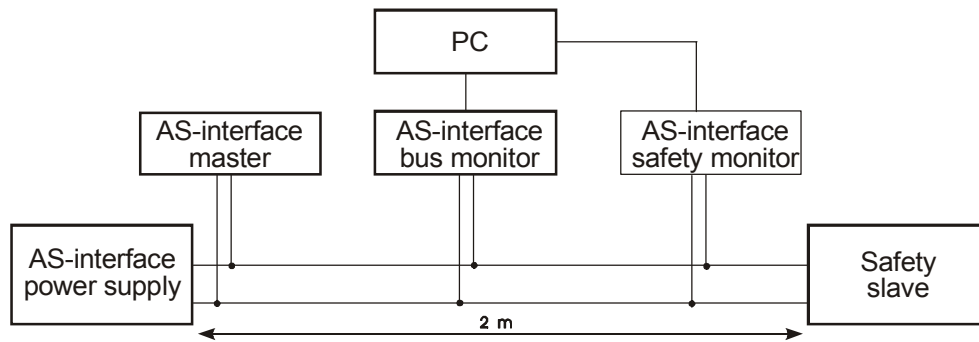 PC
AS-interface
master
AS-interface
bus monitor
AS-interface
safety monitor
AS-interface
power supply
Safety
slave
2 m